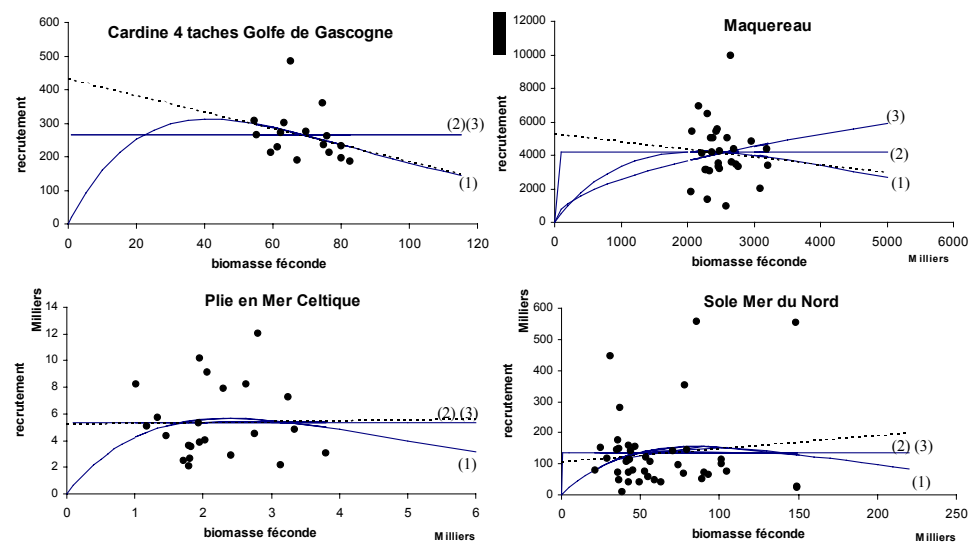 Cardine 4 taches Golfe de Gascogne
recrutement
600
500
400
300
200
100
0
(2)(3)
(1)
0 20 40 60 80 100 120
biomasse féconde
Maquereau
recrutement
12000
10000
8000
6000
4000
2000
0
(3)
(2)
(1)
0 1000 2000 3000 4000 5000 6000
biomasse féconde
Milliers
Plie en Mer Celtique
Milliers
recrutement
14
12
10
8
6
4
2
0
(2) (3)
(1)
0 1 2 3 4 5 6
biomasse féconde
Milliers
Sole Mer du Nord
Milliers
recrutement
600
500
400
300
200
100
0
(2) (3)
(1)
0 50 100 150 200 250
biomasse féconde
Milliers